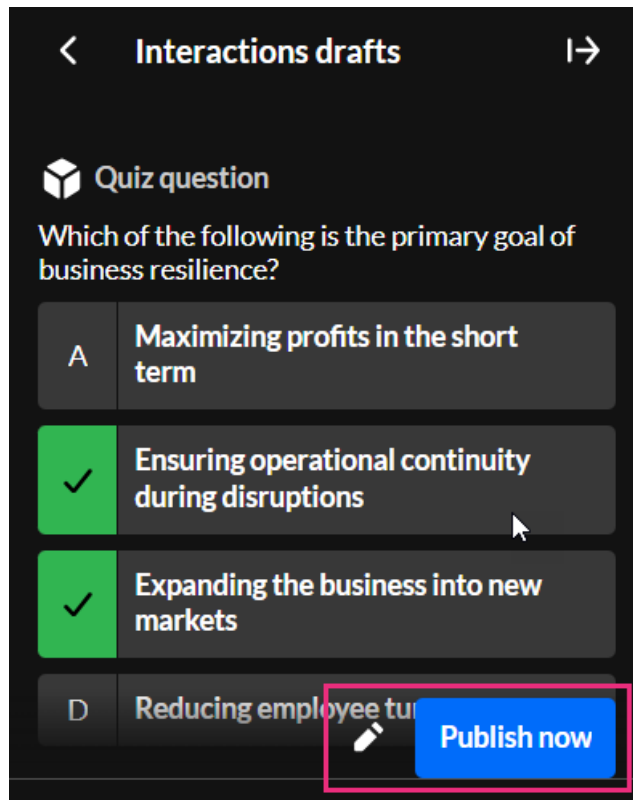 Interactions drafts
Quiz question
Which of the following is the primary goal of
business resilience?
A
Maximizing profits in the short
term
Ensuring operational continuity
during disruptions
Expanding the business into new
markets
D
Reducing employee
Publish now